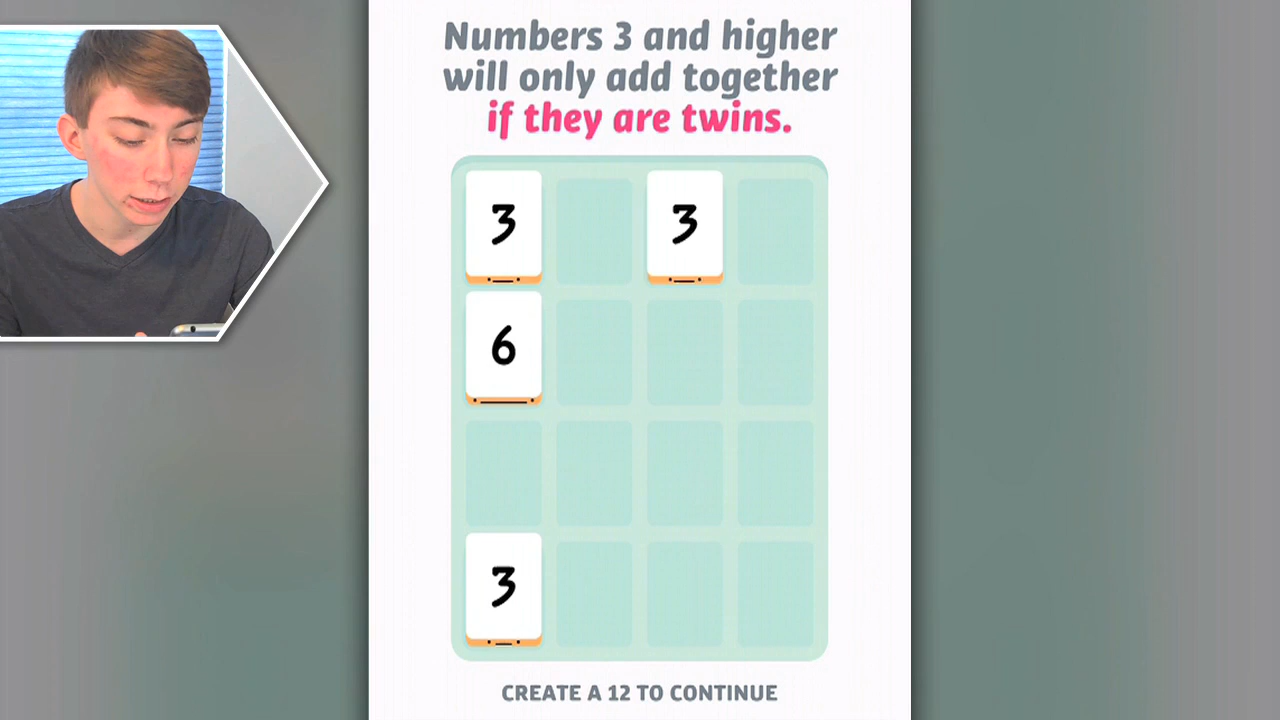 Numbers 3 and higher
will only add together
if they are twins.
3 3
6
3
CREATE A 12 TO CONTINUE